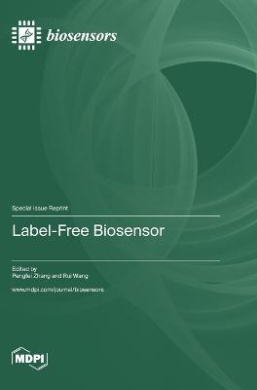 biosensors
Special Issue Reprint
Label-Free Biosensor
Edited by
Pengfei Zhang and Rui Wang
www.mdpi.com/journal/biosensors
MDPI